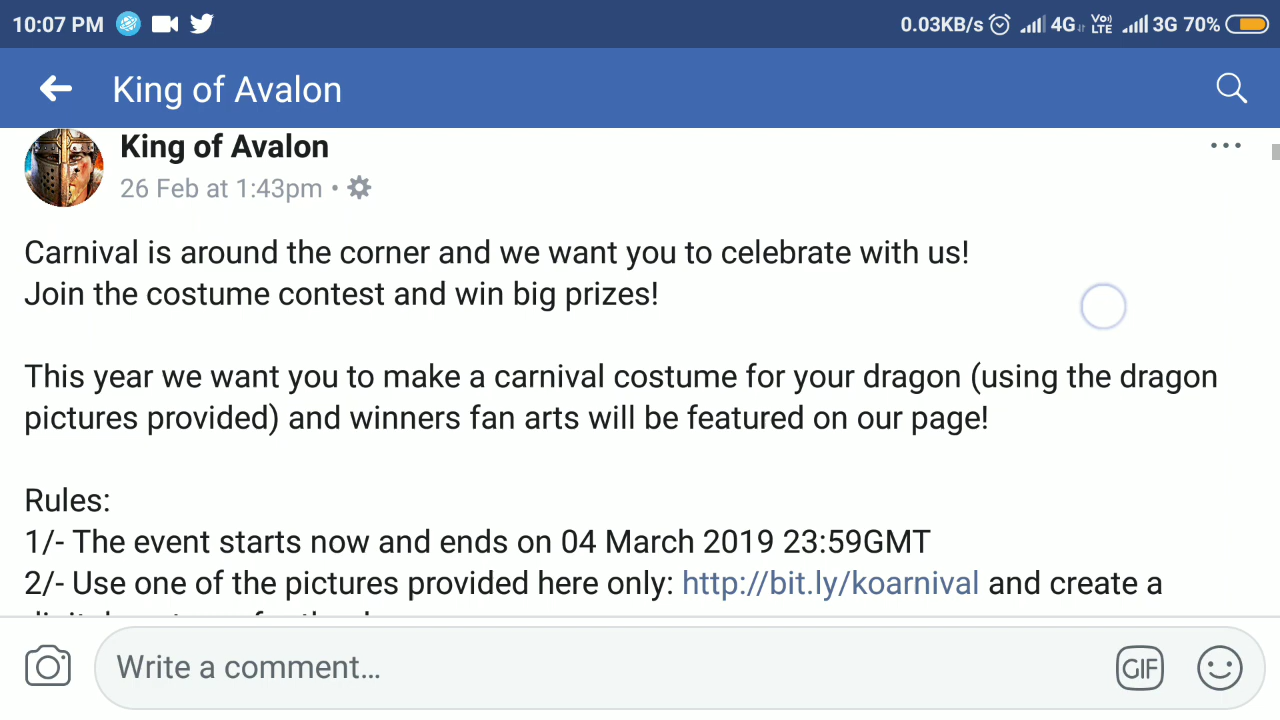 10:07 PM 0.03KB/s 4G Vo)) LTE 3G 70%
King of Avalon
King of Avalon
26 Feb at 1:43pm •
Carnival is around the corner and we want you to celebrate with us!
Join the costume contest and win big prizes!
This year we want you to make a carnival costume for your dragon (using the dragon
pictures provided) and winners fan arts will be featured on our page!
Rules:
1/- The event starts now and ends on 04 March 2019 23:59GMT
2/- Use one of the pictures provided here only: http://bit.ly/koarnival and create a
Write a comment...
GIF